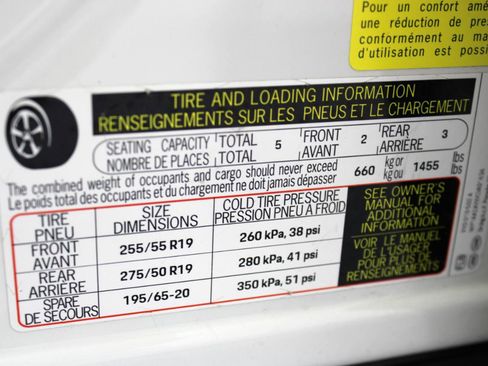 Pour un confort amé
une réduction de pres
conformément au ma
d'utilisation est possi
TIRE AND LOADING INFORMATION
RENSEIGNEMENTS SUR LES PNEUS ET LE CHARGEMENT
SEATING CAPACITY TOTAL 5 FRONT 2 REAR 3
NOMBRE DE PLACES TOTAL AVANT ARRIÈRE
The combined weight of occupants and cargo should never exceed 660 kg or 1455 lbs
Le poids total des occupants et du chargement ne doit jamais dépasser kg ou lbs
TIRE SIZE COLD TIRE PRESSURE
PNEU DIMENSIONS PRESSION PNEU À FROID
FRONT 255/55 R19 260 kPa, 38 psi
AVANT
REAR 275/50 R19 280 kPa, 41 psi
ARRIÈRE
SPARE 195/65-20 350 kPa, 51 psi
DE SECOURS
SEE OWNER'S
MANUAL FOR
ADDITIONAL
INFORMATION
VOIR LE MANUEL
DE L'USAGER
POUR PLUS DE
RENSEIGNEMENTS